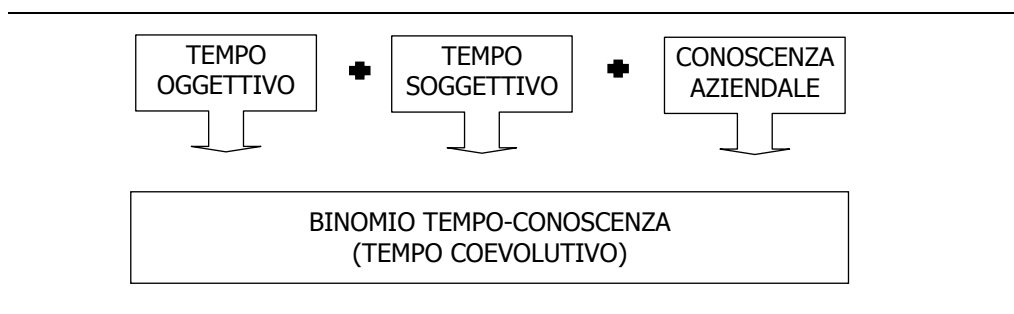 TEMPO
OGGETTIVO
TEMPO
SOGGETTIVO
CONOSCENZA
AZIENDALE
BINOMIO TEMPO-CONOSCENZA
(TEMPO COEVOLUTIVO)